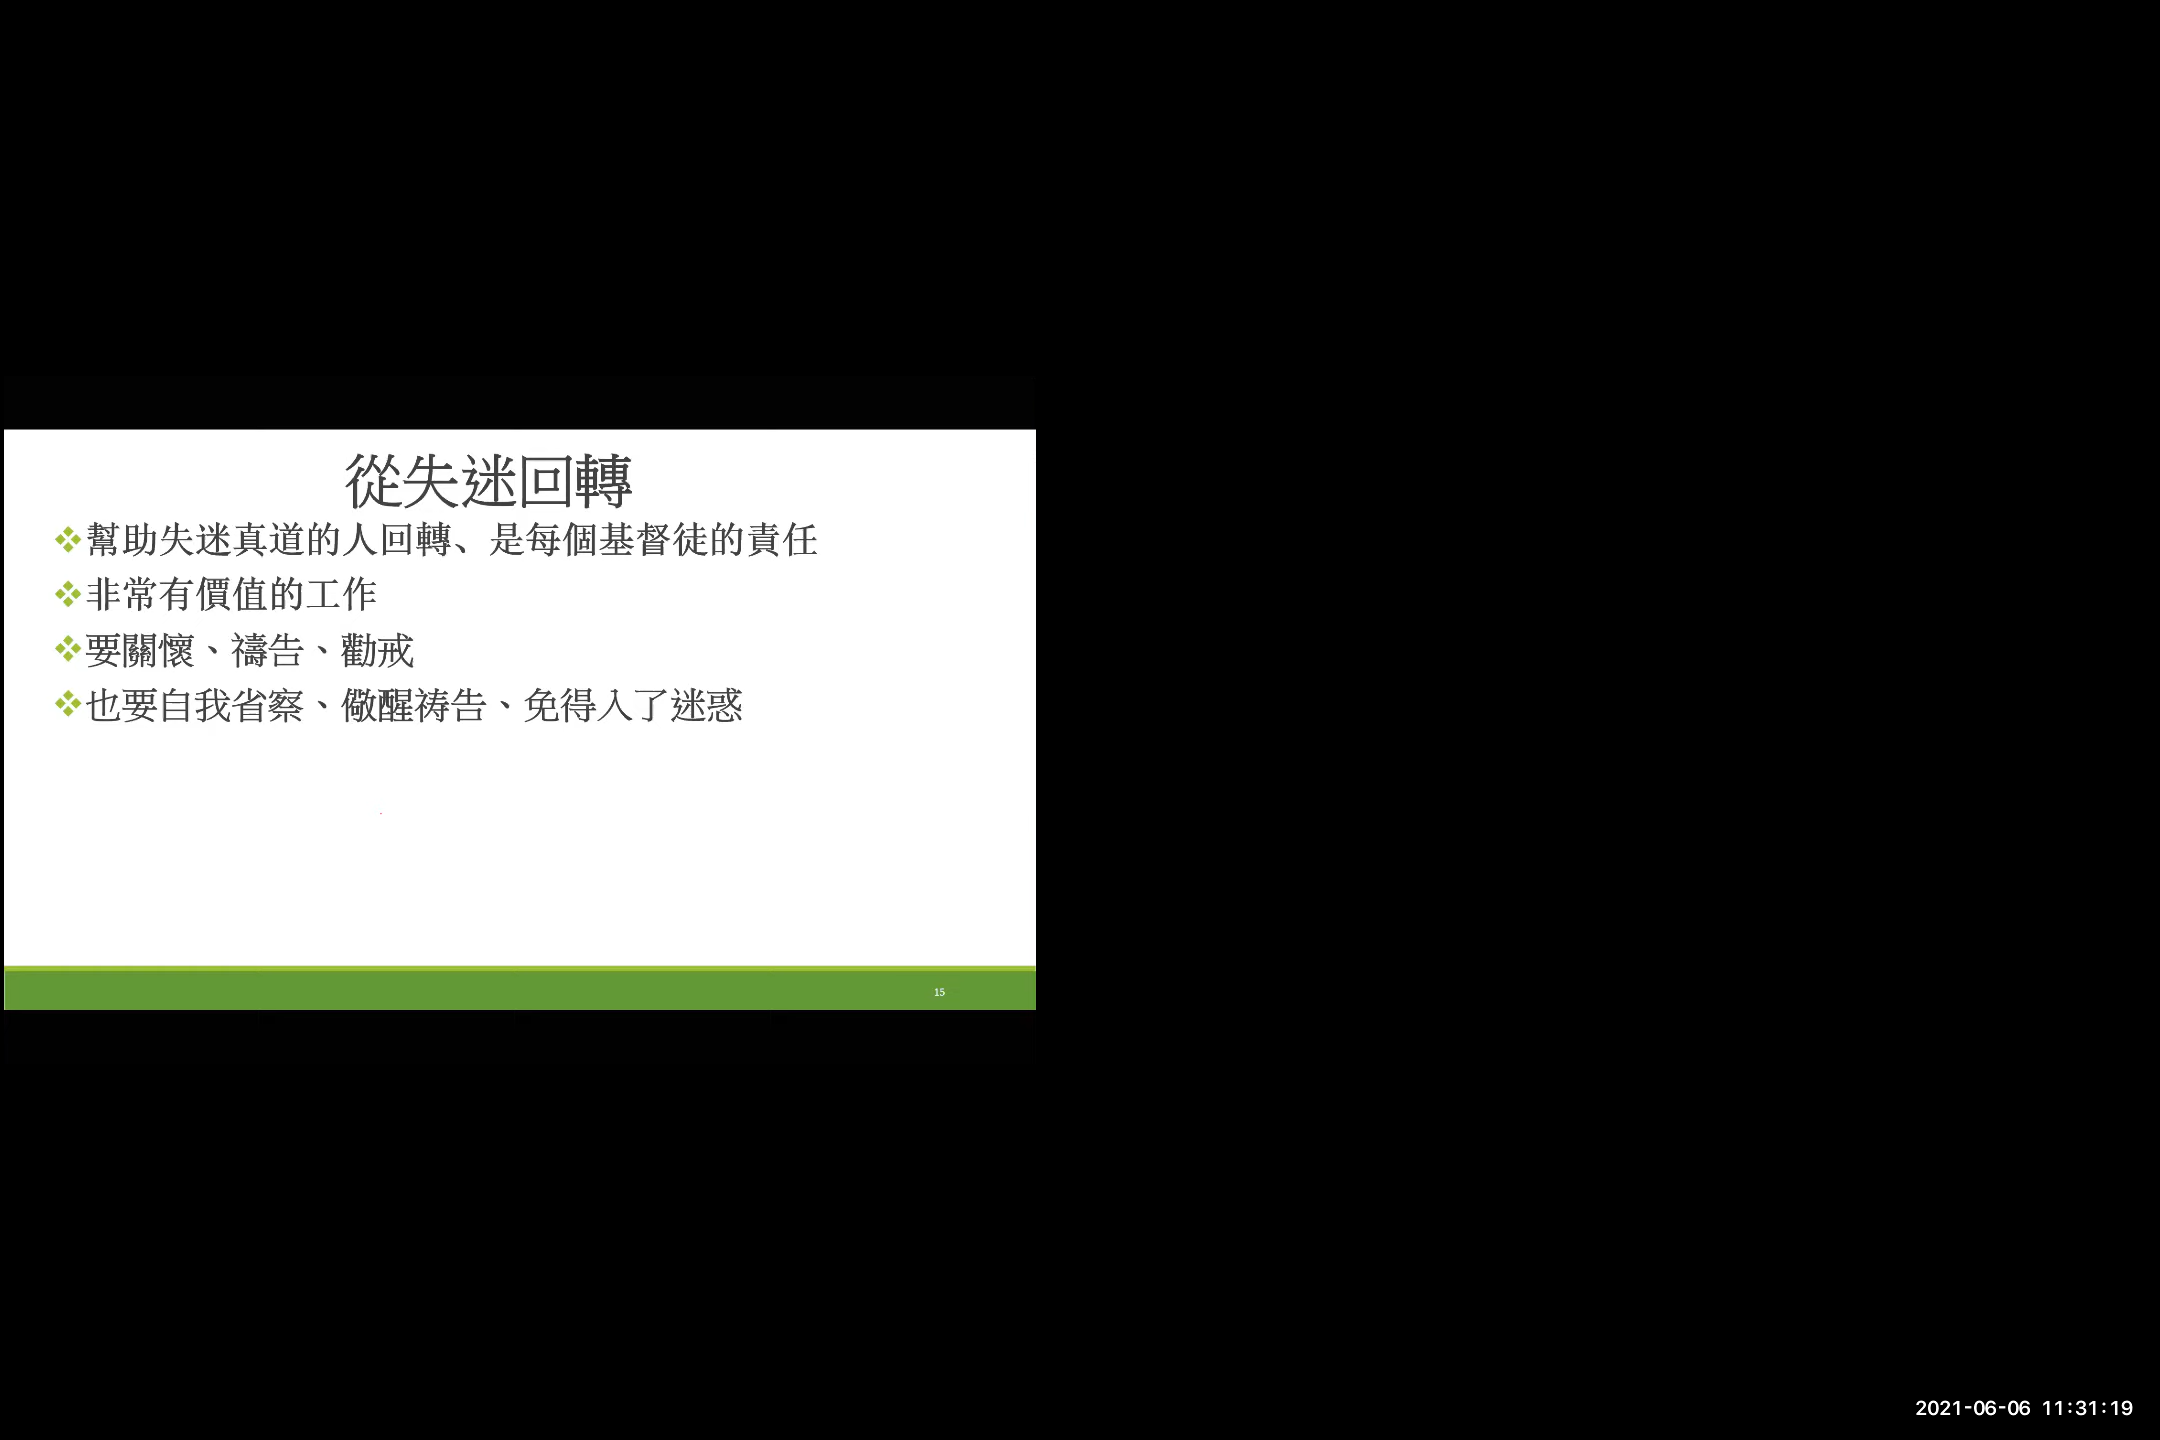 從失迷回轉
❖幫助失迷真道的人回轉、是每個基督徒的責任
❖非常有價值的工作
❖要關懷、禱告、勸戒
❖也要自我省察、儆醒祷告、免得入了迷惑
15
2021-06-06 11:31:19